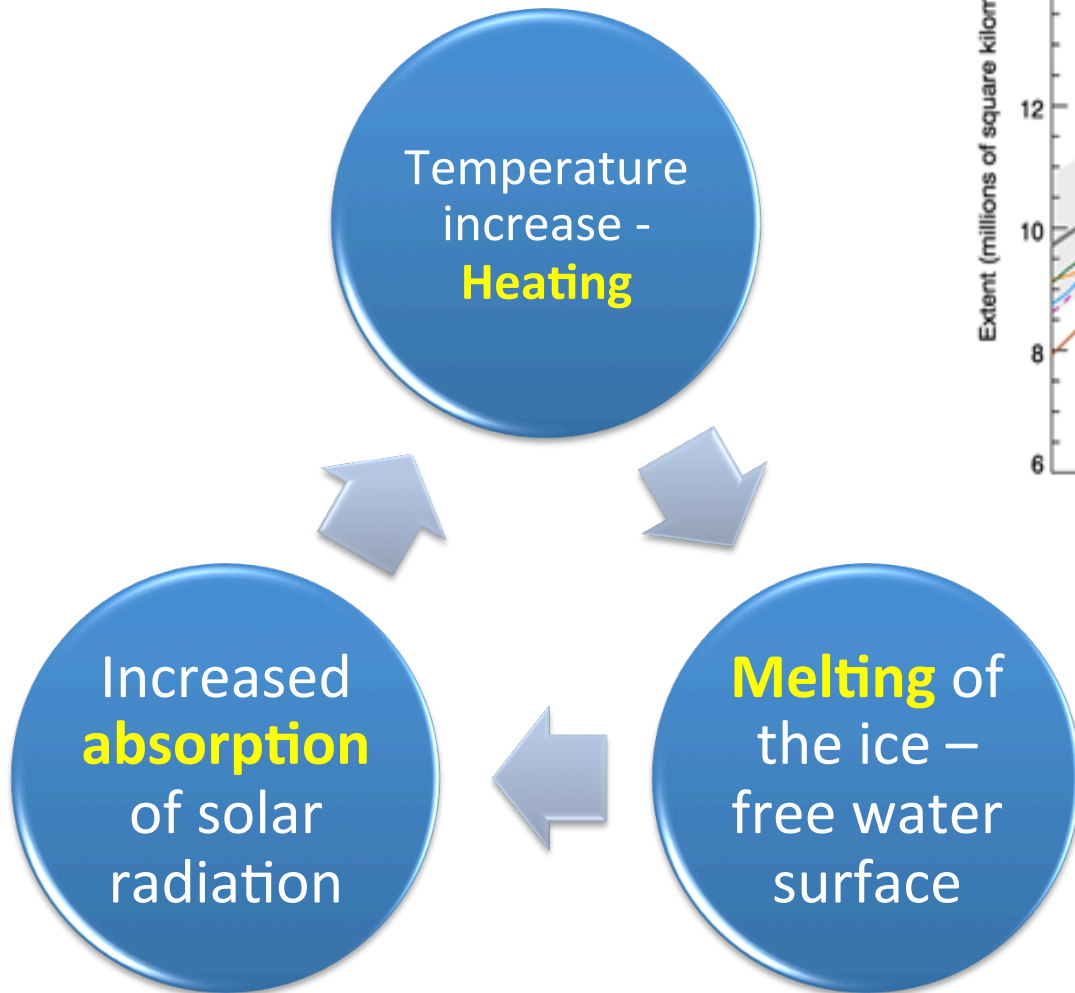 Temperature
increase -
Heating
Extent (millions of square
12
10
8
6
Increased
absorption
of solar
radiation
Melting of
the ice –
free water
surface